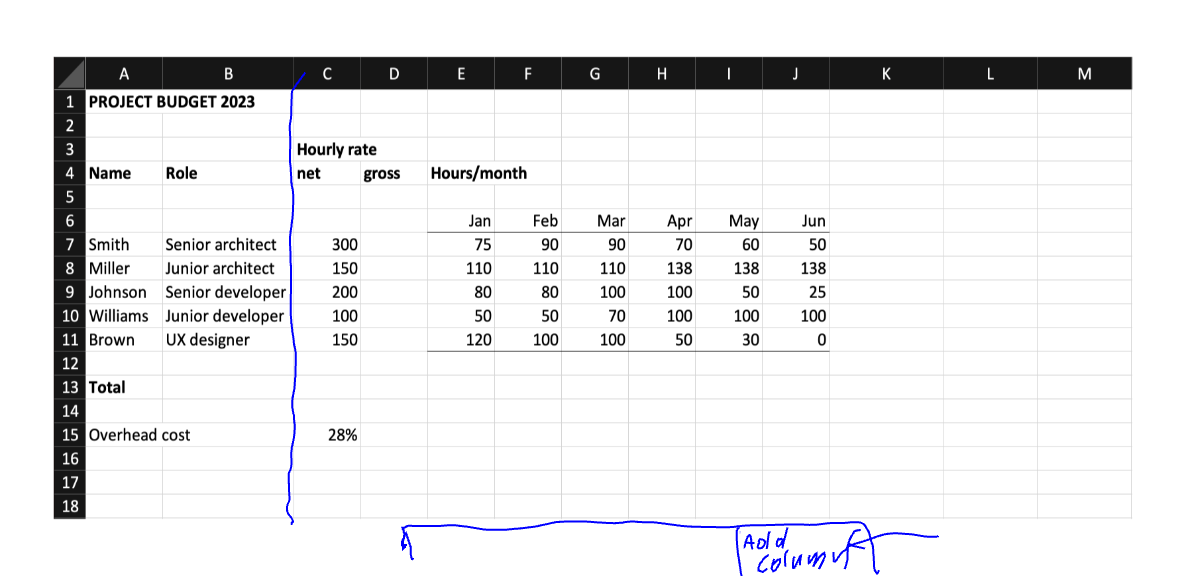 A B C D E F G H I J K L M
1 PROJECT BUDGET 2023
2
3 Hourly rate
4 Name Role net gross Hours/month
5
6 Jan Feb Mar Apr May Jun
7 Smith Senior architect 300 75 90 90 70 60 50
8 Miller Junior architect 150 110 110 110 138 138 138
9 Johnson Senior developer 200 80 80 100 100 50 25
10 Williams Junior developer 100 50 50 70 100 100 100
11 Brown UX designer 150 120 100 100 50 30 0
12
13 Total
14
15 Overhead cost 28%
16
17
18
Add
column